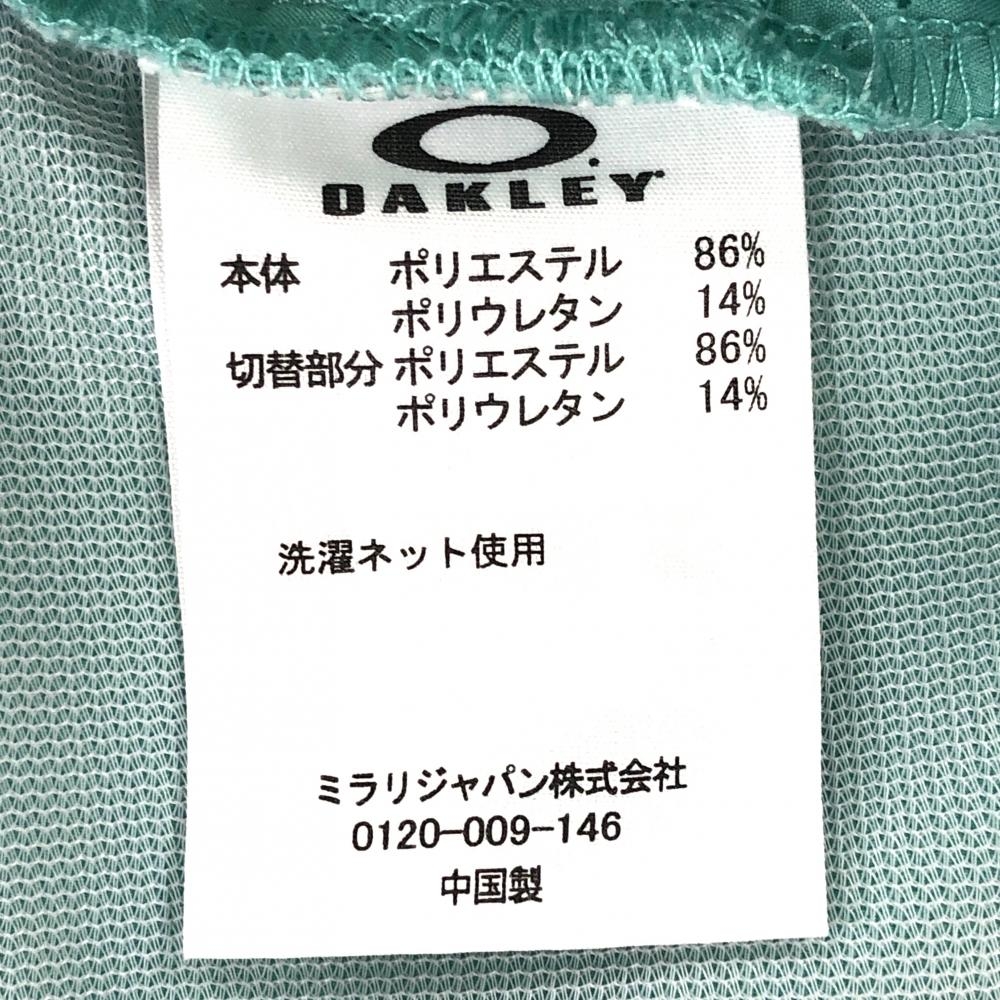 OAKLEY
本体 ポリエステル 86%
ポリウレタン 14%
切替部分 ポリエステル 86%
ポリウレタン 14%
洗濯ネット使用
ミラリジャパン株式会社
0120-009-146
中国製